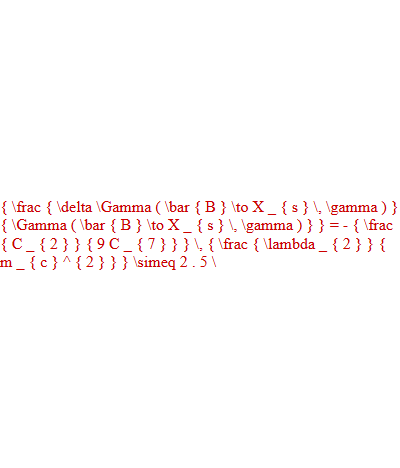 { \frac { \delta \Gamma ( \bar { B } \to X _ { s } \, \gamma ) }
{ \Gamma ( \bar { B } \to X _ { s } \, \gamma ) } } = - { \frac
{ C _ { 2 } } { 9 C _ { 7 } } } \, { \frac { \lambda _ { 2 } } {
m _ { c } ^ { 2 } } } \simeq 2 . 5 \